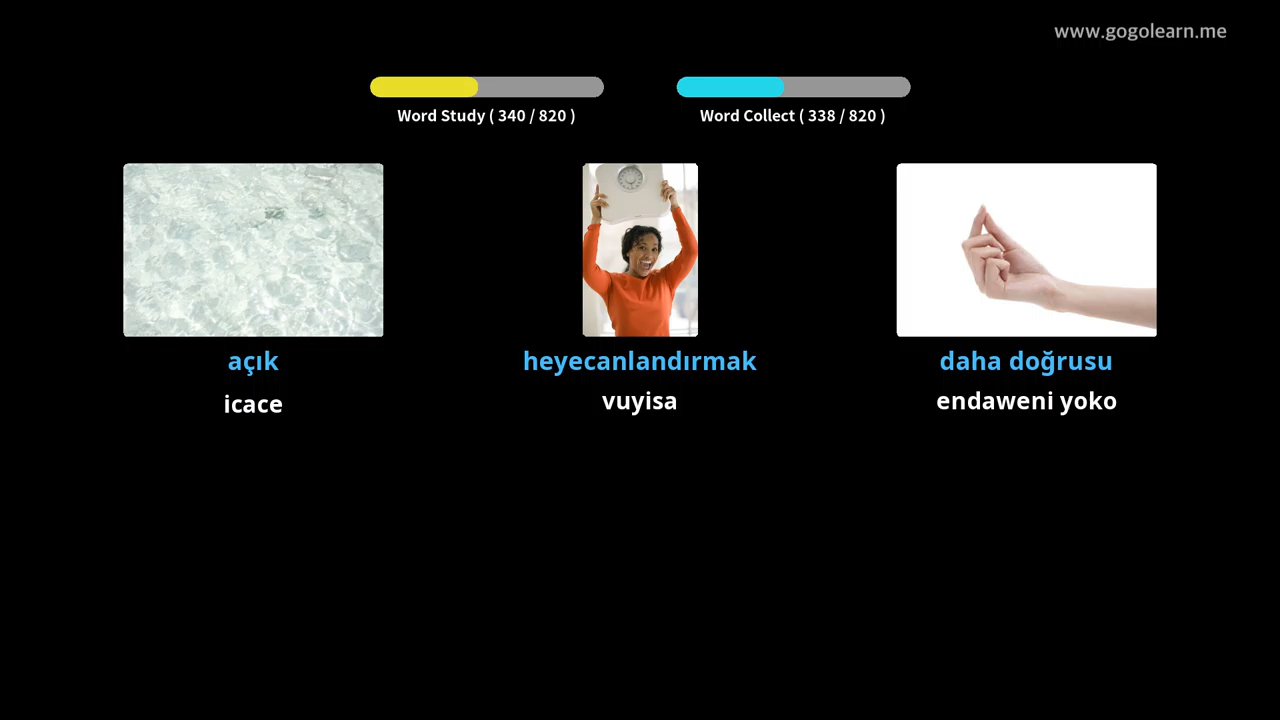 www.gogolearn.me
Word Study ( 340 / 820 )
Word Collect ( 338 / 820 )
açık
heyecanlandırmak
daha doğrusu
icace
vuyisa
endaweni yoko